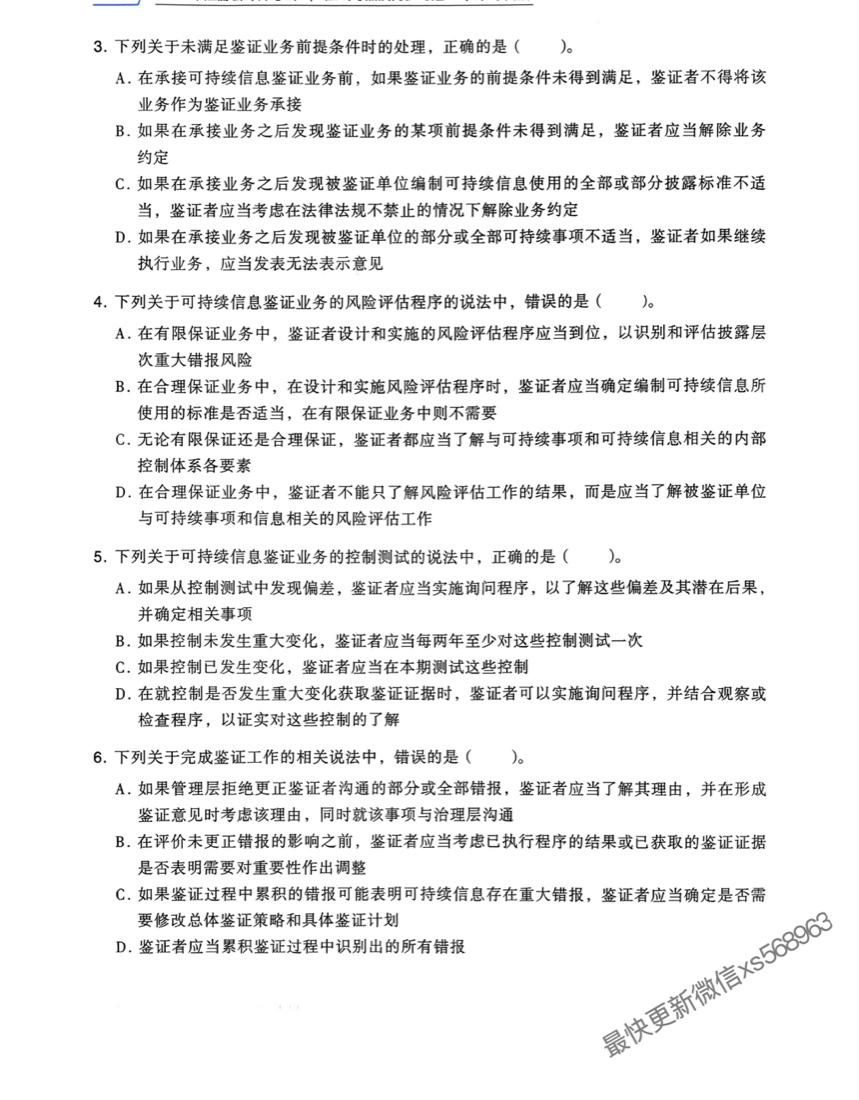 3. 下列关于未满足鉴证业务前提条件时的处理，正确的是（　　）。
A. 在承接可持续信息鉴证业务前，如果鉴证业务的前提条件未得到满足，鉴证者不得将该
业务作为鉴证业务承接
B. 如果在承接业务之后发现鉴证业务的某项前提条件未得到满足，鉴证者应当解除业务
约定
C. 如果在承接业务之后发现被鉴证单位编制可持续信息使用的全部或部分披露标准不适
当，鉴证者应当考虑在法律法规不禁止的情况下解除业务约定
D. 如果在承接业务之后发现被鉴证单位的部分或全部可持续事项不适当，鉴证者如果继续
执行业务，应当发表无法表示意见
4. 下列关于可持续信息鉴证业务的风险评估程序的说法中，错误的是（　　）。
A. 在有限保证业务中，鉴证者设计和实施的风险评估程序应当到位，以识别和评估披露层
次重大错报风险
B. 在合理保证业务中，在设计和实施风险评估程序时，鉴证者应当确定编制可持续信息所
使用的标准是否适当，在有限保证业务中则不需要
C. 无论有限保证还是合理保证，鉴证者都应当了解与可持续事项和可持续信息相关的内部
控制体系各要素
D. 在合理保证业务中，鉴证者不能只了解风险评估工作的结果，而是应当了解被鉴证单位
与可持续事项和信息相关的风险评估工作
5. 下列关于可持续信息鉴证业务的控制测试的说法中，正确的是（　　）。
A. 如果从控制测试中发现偏差，鉴证者应当实施询问程序，以了解这些偏差及其潜在后果，
并确定相关事项
B. 如果控制未发生重大变化，鉴证者应当每两年至少对这些控制测试一次
C. 如果控制已发生变化，鉴证者应当在本期测试这些控制
D. 在就控制是否发生重大变化获取鉴证证据时，鉴证者可以实施询问程序，并结合观察或
检查程序，以证实对这些控制的了解
6. 下列关于完成鉴证工作的相关说法中，错误的是（　　）。
A. 如果管理层拒绝更正鉴证者沟通的部分或全部错报，鉴证者应当了解其理由，并在形成
鉴证意见时考虑该理由，同时就该事项与治理层沟通
B. 在评价未更正错报的影响之前，鉴证者应当考虑已执行程序的结果或已获取的鉴证证据
是否表明需要对重要性作出调整
C. 如果鉴证过程中累积的错报可能表明可持续信息存在重大错报，鉴证者应当确定是否需
要修改总体鉴证策略和具体鉴证计划
D. 鉴证者应当累积鉴证过程中识别出的所有错报
最快更新微信xs568963